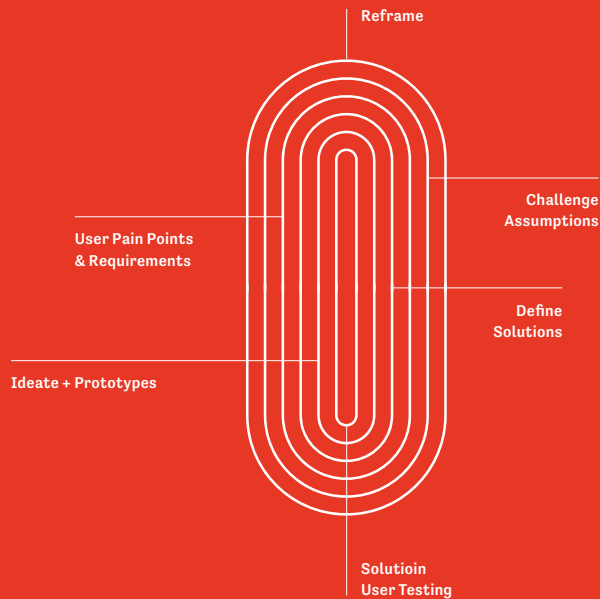 Reframe
Challenge
Assumptions
User Pain Points
& Requirements
Define
Solutions
Ideate + Prototypes
Solutioin
User Testing